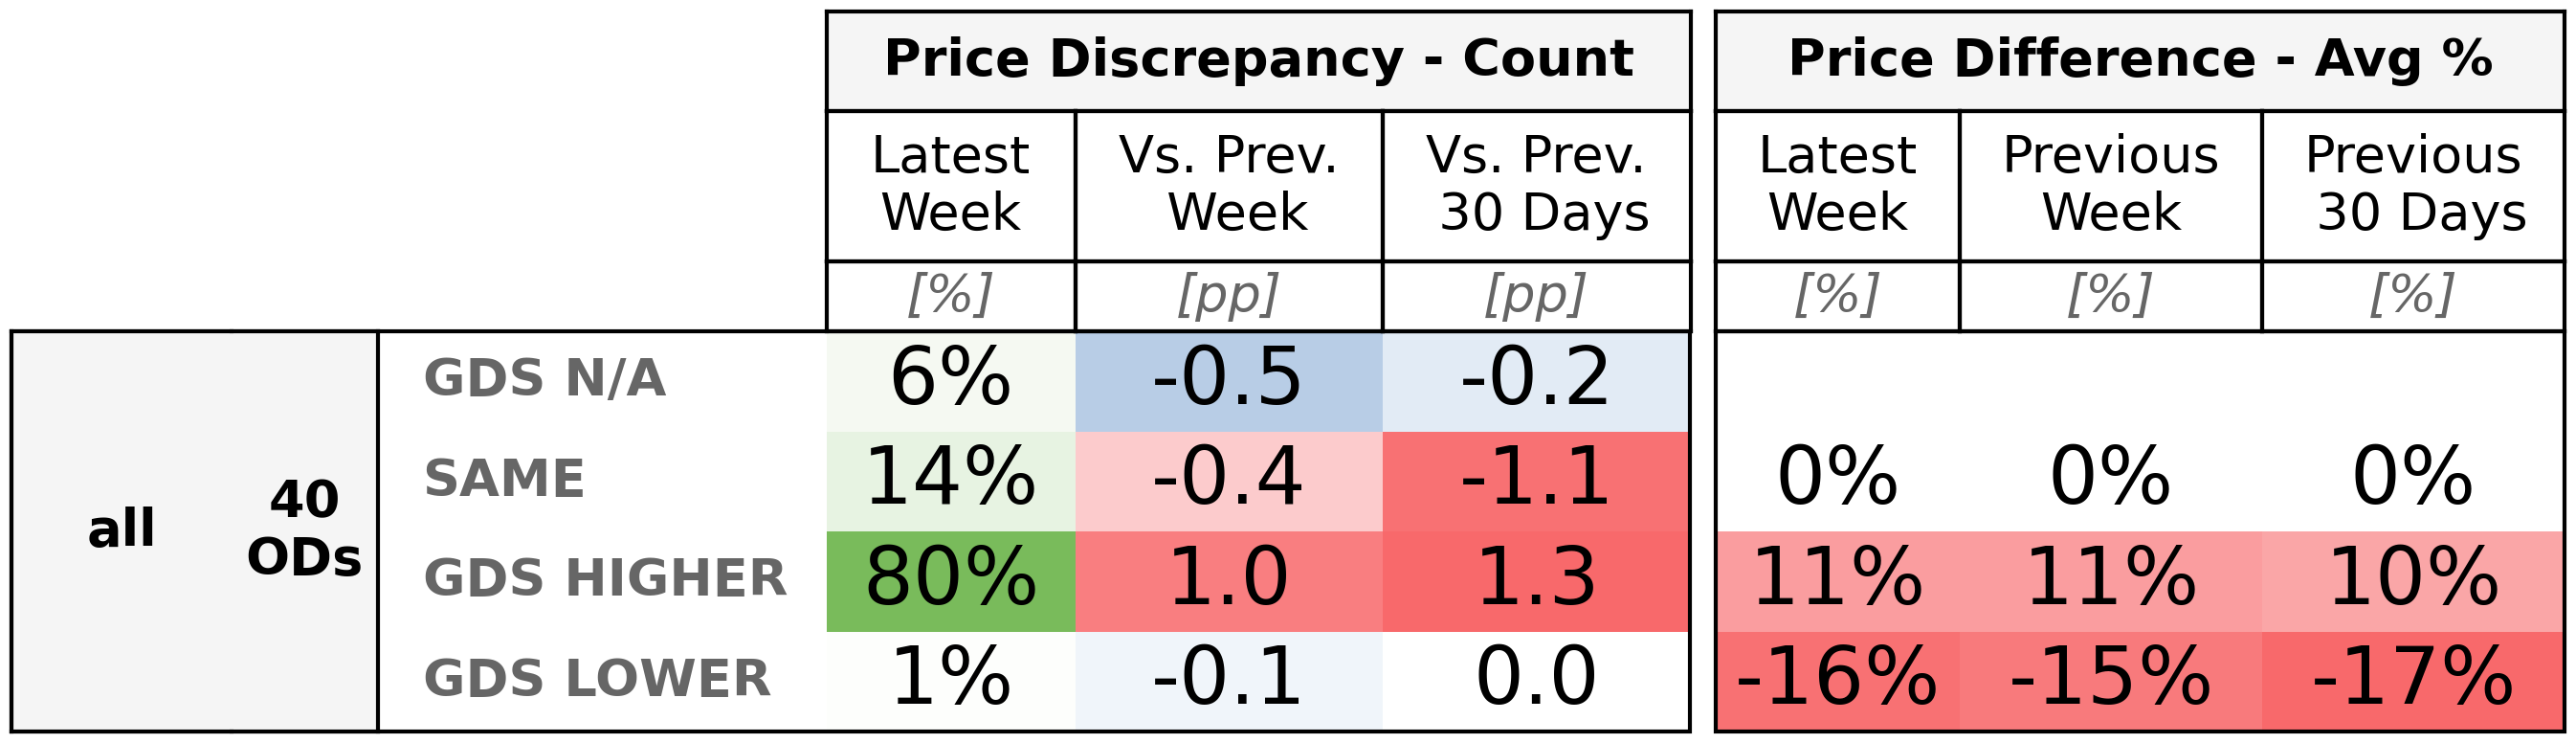 Price Discrepancy - Count Price Difference - Avg %
Latest Week Vs. Prev. Week Vs. Prev. 30 Days Latest Week Previous Week Previous 30 Days
[%] [pp] [pp] [%] [%] [%]
all 40 ODs
GDS N/A 6% -0.5 -0.2
SAME 14% -0.4 -1.1 0% 0% 0%
GDS HIGHER 80% 1.0 1.3 11% 11% 10%
GDS LOWER 1% -0.1 0.0 -16% -15% -17%